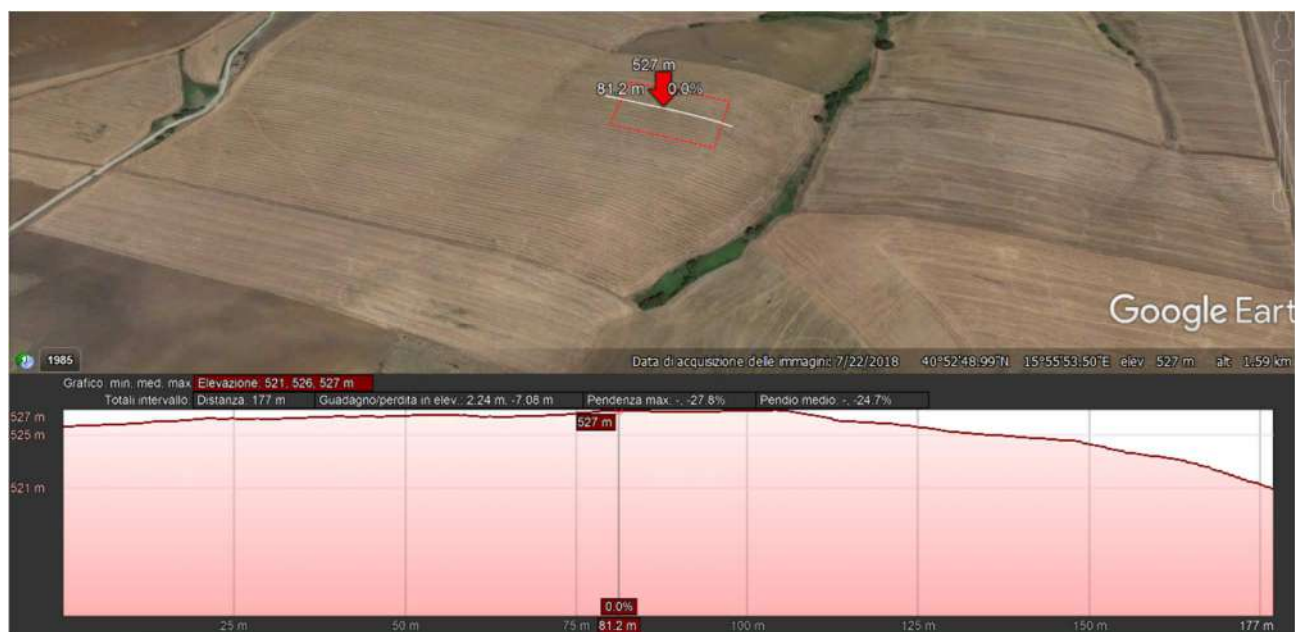 527 m
81.2 m 0.0%
Google Eart
1985 Data di acquisizione delle immagini: 7/22/2018 40°52'48.99"N 15°55'53.50"E elev 527 m alt 1.59 km
Grafico: min. med. max Elevazione: 521, 526, 527 m
Totali intervallo: Distanza: 177 m Guadagno/perdita in elev.: 2.24 m, -7.08 m Pendenza max: -, -27.8% Pendio medio: -, -24.7%
527 m
527 m
525 m
521 m
0.0%
25 m 50 m 75 m 81.2 m 100 m 125 m 150 m 177 m